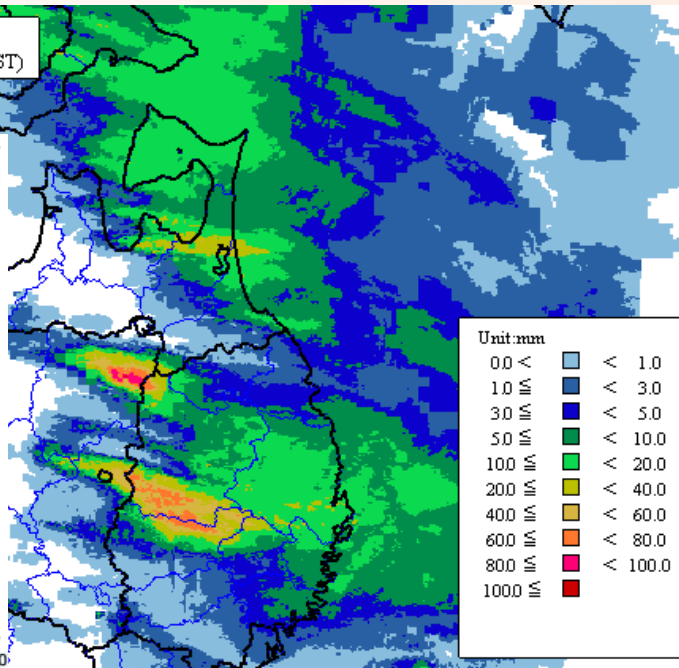 ST)
Unit:mm
0.0 < < 1.0
1.0 ≦ < 3.0
3.0 ≦ < 5.0
5.0 ≦ < 10.0
10.0 ≦ < 20.0
20.0 ≦ < 40.0
40.0 ≦ < 60.0
60.0 ≦ < 80.0
80.0 ≦ < 100.0
100.0 ≦
0